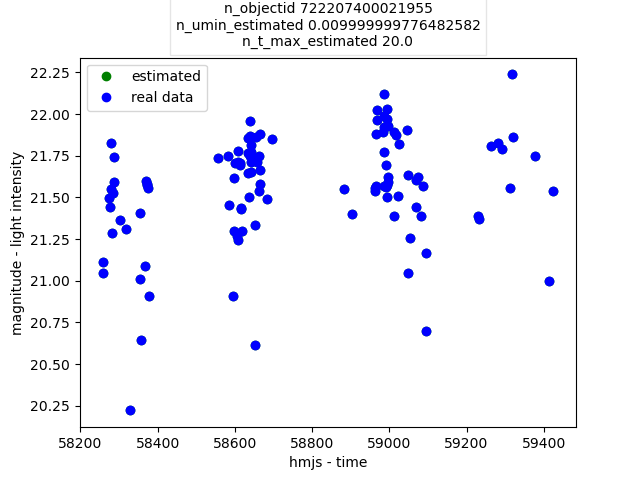 n_objectid 722207400021955
n_umin_estimated 0.009999999776482582
n_t_max_estimated 20.0
estimated
real data
magnitude - light intensity
22.25
22.00
21.75
21.50
21.25
21.00
20.75
20.50
20.25
58200 58400 58600 58800 59000 59200 59400
hmjs - time